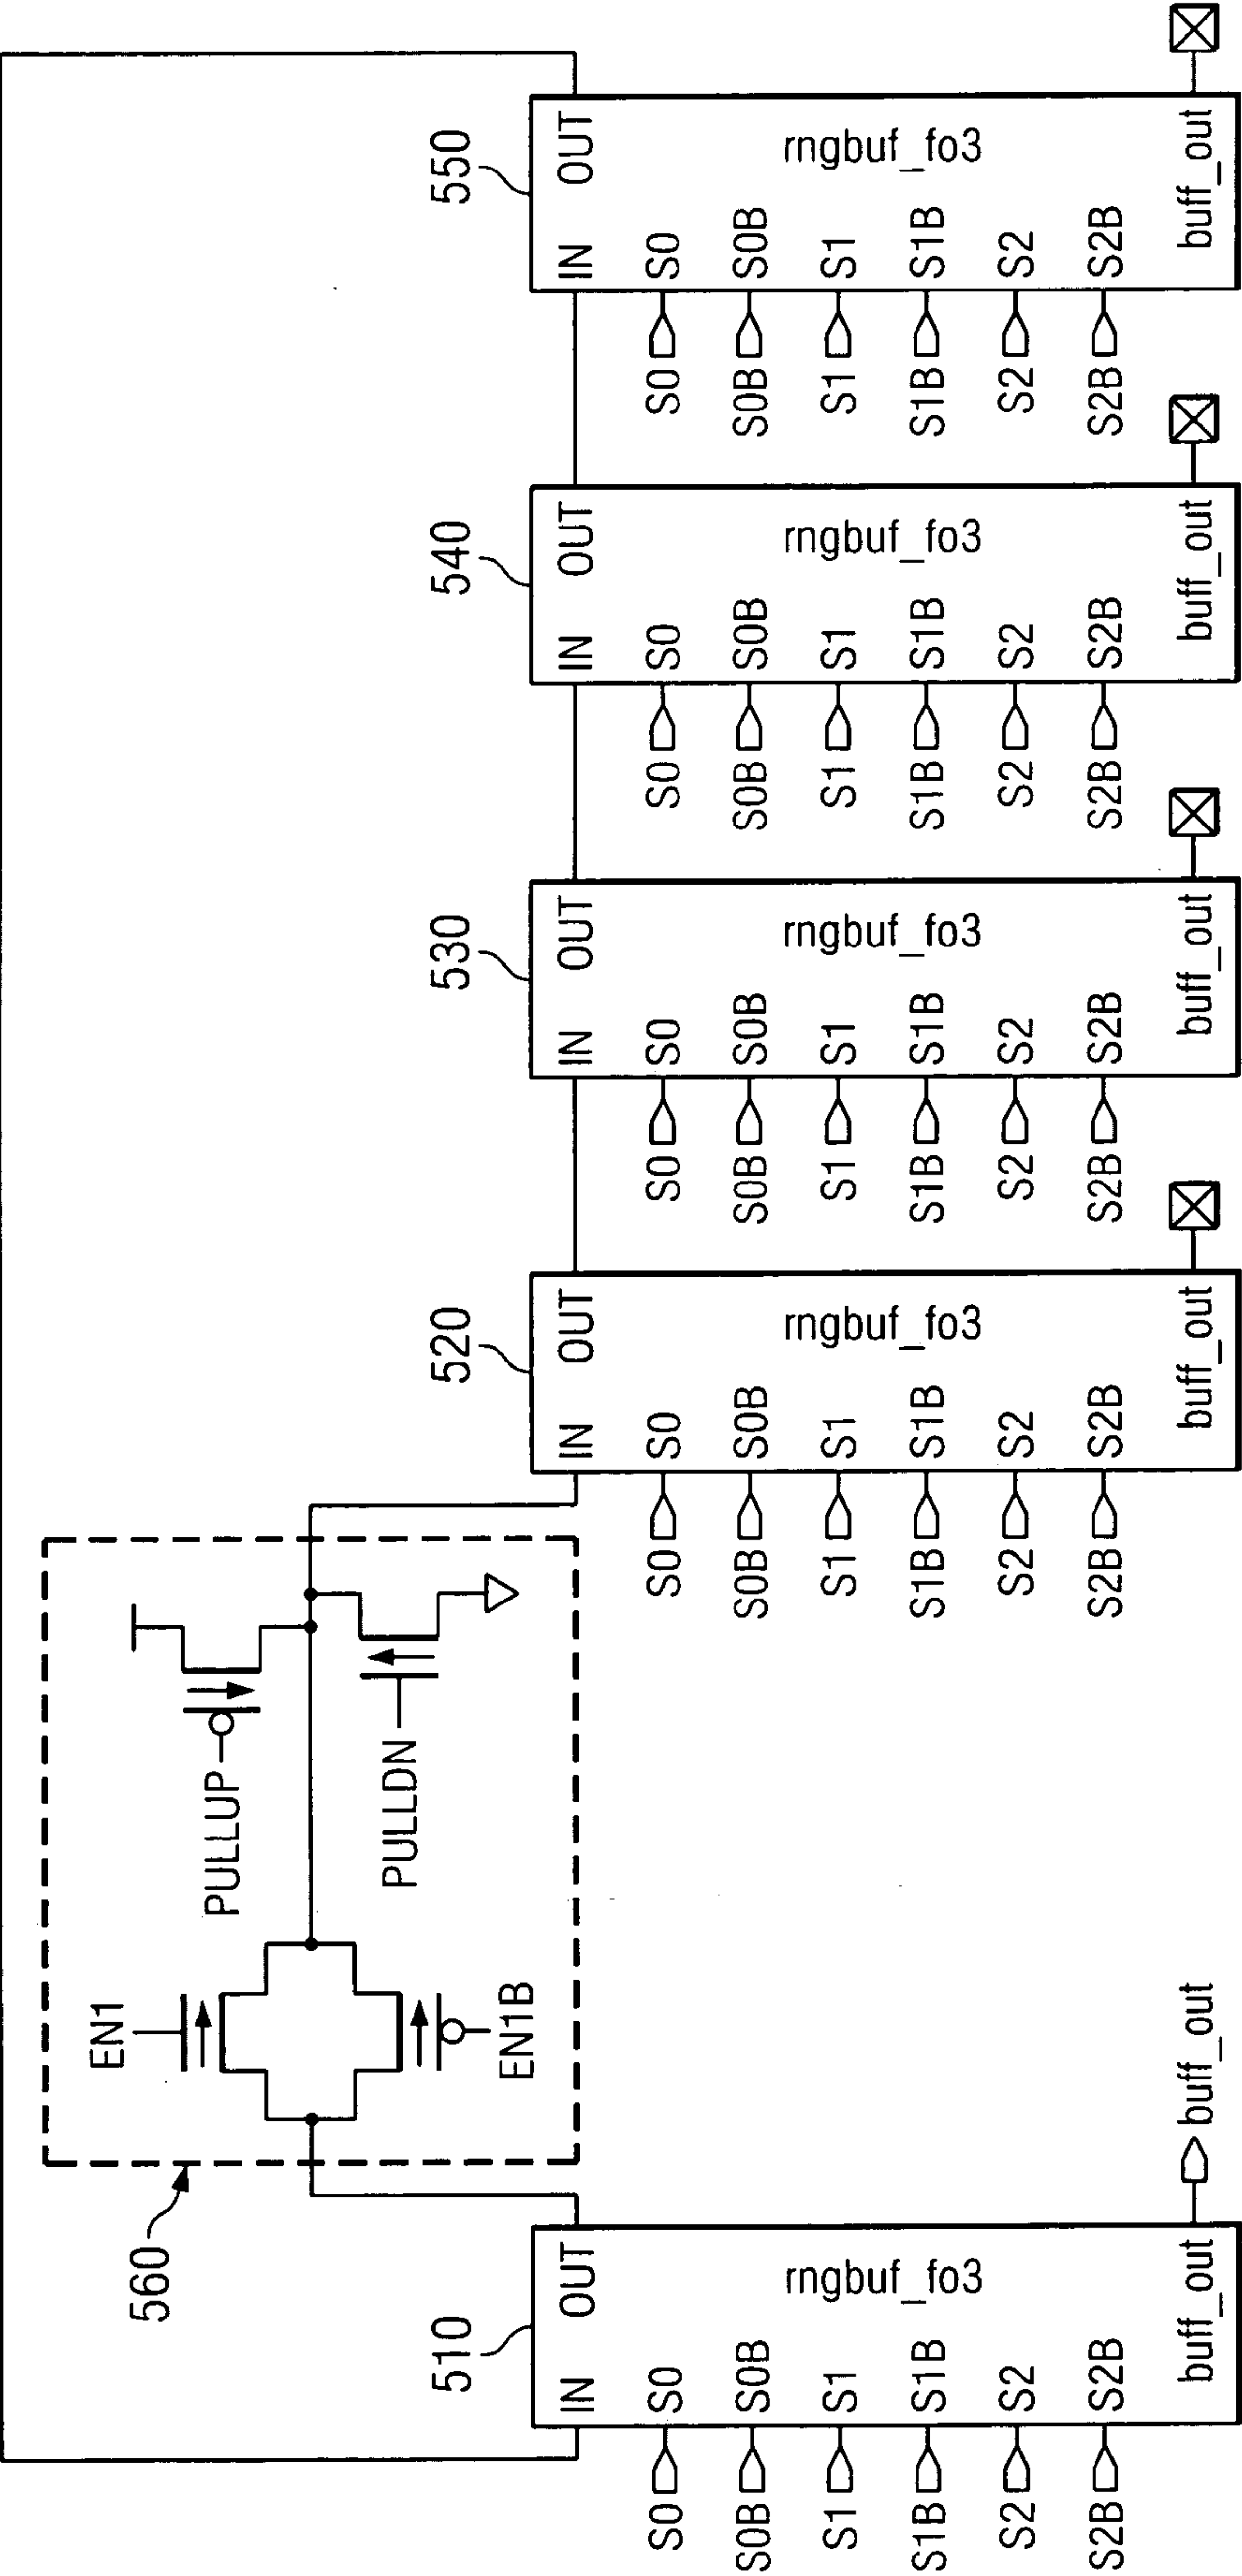 560
EN1
EN1B
PULLUP
PULLDN
510
IN OUT
rngbuf_fo3
S0 S0
S0B S0B
S1 S1
S1B S1B
S2 S2
S2B S2B
buff_out buff_out
520
IN OUT
rngbuf_fo3
S0 S0
S0B S0B
S1 S1
S1B S1B
S2 S2
S2B S2B
buff_out
530
IN OUT
rngbuf_fo3
S0 S0
S0B S0B
S1 S1
S1B S1B
S2 S2
S2B S2B
buff_out
540
IN OUT
rngbuf_fo3
S0 S0
S0B S0B
S1 S1
S1B S1B
S2 S2
S2B S2B
buff_out
550
IN OUT
rngbuf_fo3
S0 S0
S0B S0B
S1 S1
S1B S1B
S2 S2
S2B S2B
buff_out